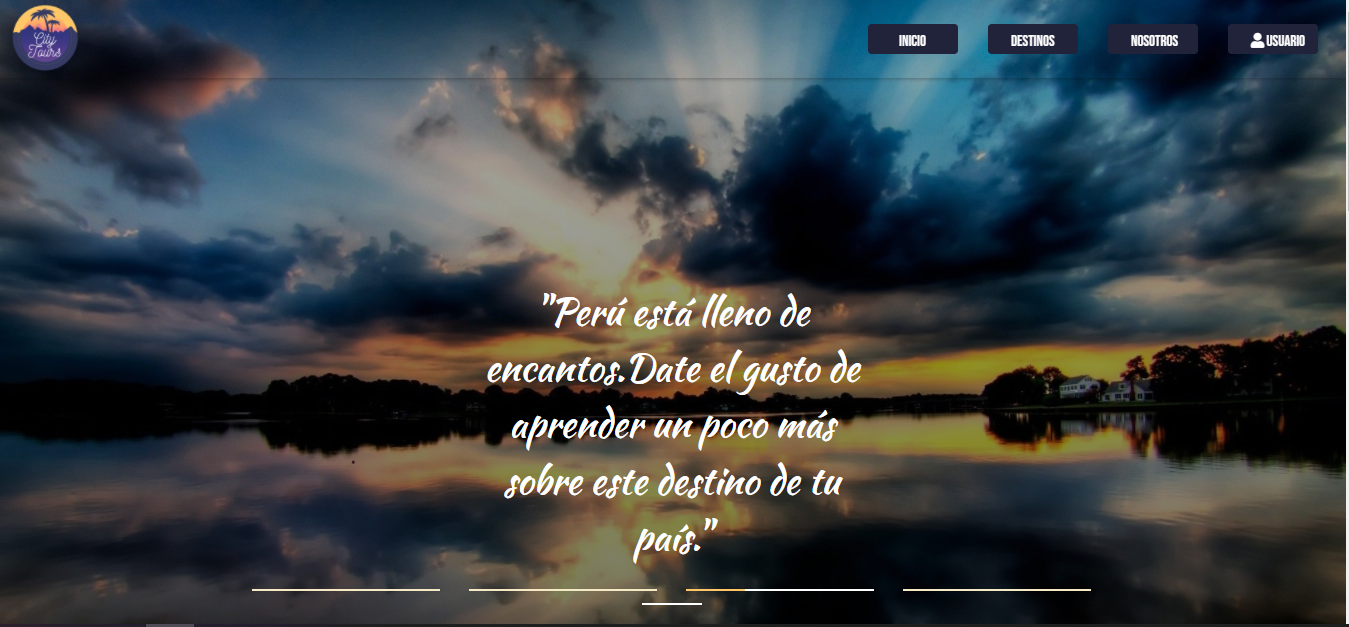 City
Tours
INICIO
DESTINOS
NOSOTROS
USUARIO
"Perú está lleno de
encantos.Date el gusto de
aprender un poco más
sobre este destino de tu
país."